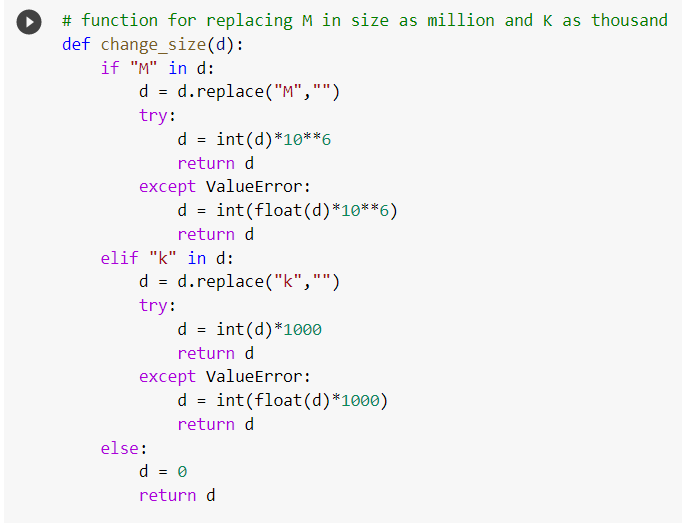 # function for replacing M in size as million and K as thousand
def change_size(d):
    if "M" in d:
        d = d.replace("M","")
        try:
            d = int(d)*10**6
            return d
        except ValueError:
            d = int(float(d)*10**6)
            return d
    elif "k" in d:
        d = d.replace("k","")
        try:
            d = int(d)*1000
            return d
        except ValueError:
            d = int(float(d)*1000)
            return d
    else:
        d = 0
        return d